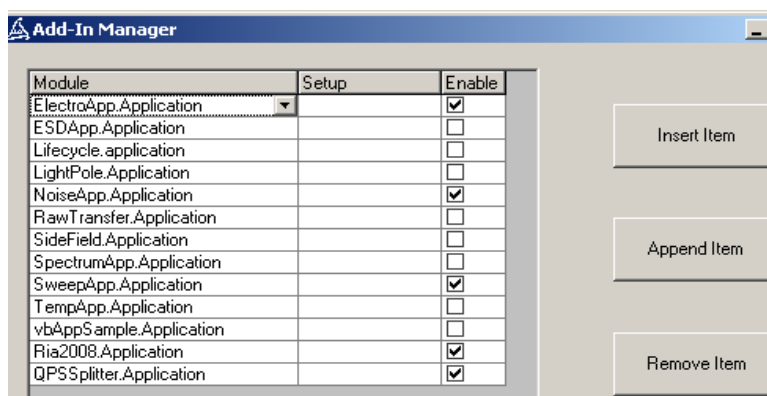 Add-In Manager
Module Setup Enable
ElectroApp.Application
ESDApp.Application
Lifecycle.application
LightPole.Application
NoiseApp.Application
RawTransfer.Application
SideField.Application
SpectrumApp.Application
SweepApp.Application
TempApp.Application
vbAppSample.Application
Ria2008.Application
QPSSplitter.Application
Insert Item
Append Item
Remove Item